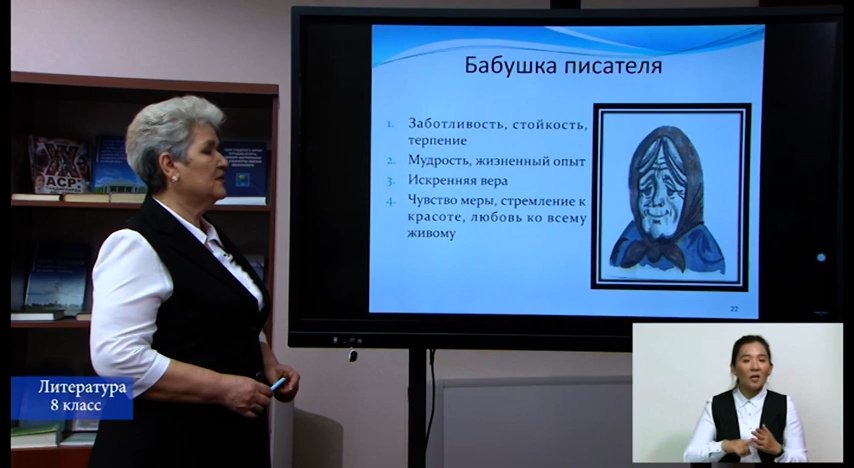 Бабушка писателя
1. Заботливость, стойкость,
терпение
2. Мудрость, жизненный опыт
3. Искренняя вера
4. Чувство меры, стремление к
красоте, любовь ко всему
живому
22
АСР:
Литература
8 класс